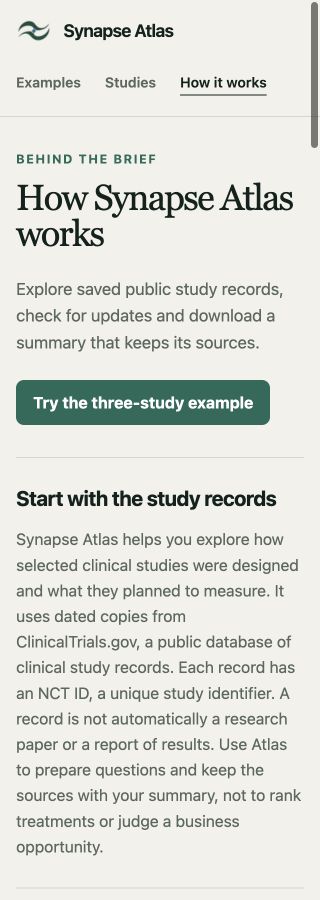 Synapse Atlas
Examples Studies How it works
BEHIND THE BRIEF
How Synapse Atlas
works
Explore saved public study records,
check for updates and download a
summary that keeps its sources.
Try the three-study example
Start with the study records
Synapse Atlas helps you explore how
selected clinical studies were designed
and what they planned to measure. It
uses dated copies from
ClinicalTrials.gov, a public database of
clinical study records. Each record has
an NCT ID, a unique study identifier. A
record is not automatically a research
paper or a report of results. Use Atlas
to prepare questions and keep the
sources with your summary, not to rank
treatments or judge a business
opportunity.